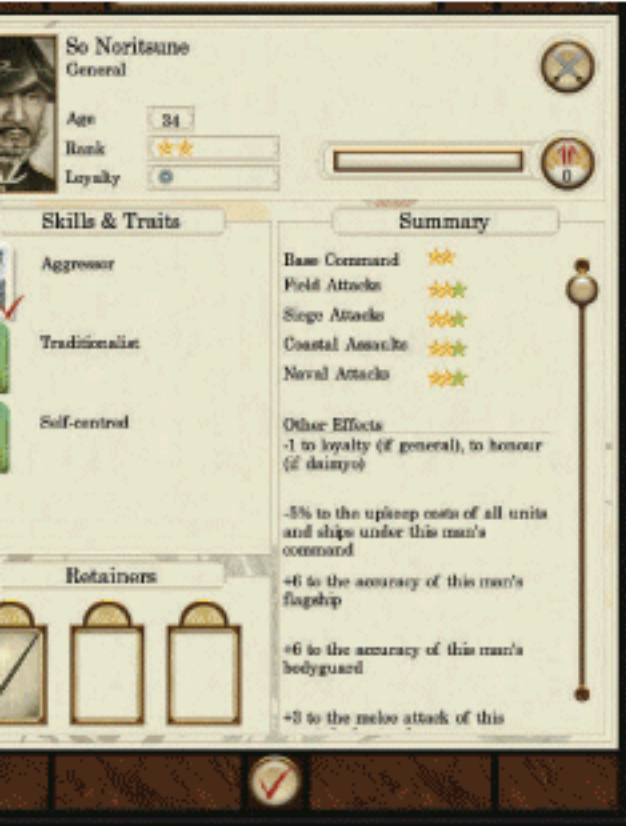 So Noritsune
General
Age 34
Rank
Loyalty
0
Skills & Traits
Aggressor
Traditionalist
Self-centred
Summary
Base Command
Field Attacks
Siege Attacks
Coastal Assaults
Naval Attacks
Other Effects
-1 to loyalty (if general), to honour
(if daimyo)
-5% to the upkeep costs of all units
and ships under this man's
command
+6 to the accuracy of this man's
flagship
+6 to the accuracy of this man's
bodyguard
+3 to the melee attack of this
Retainers